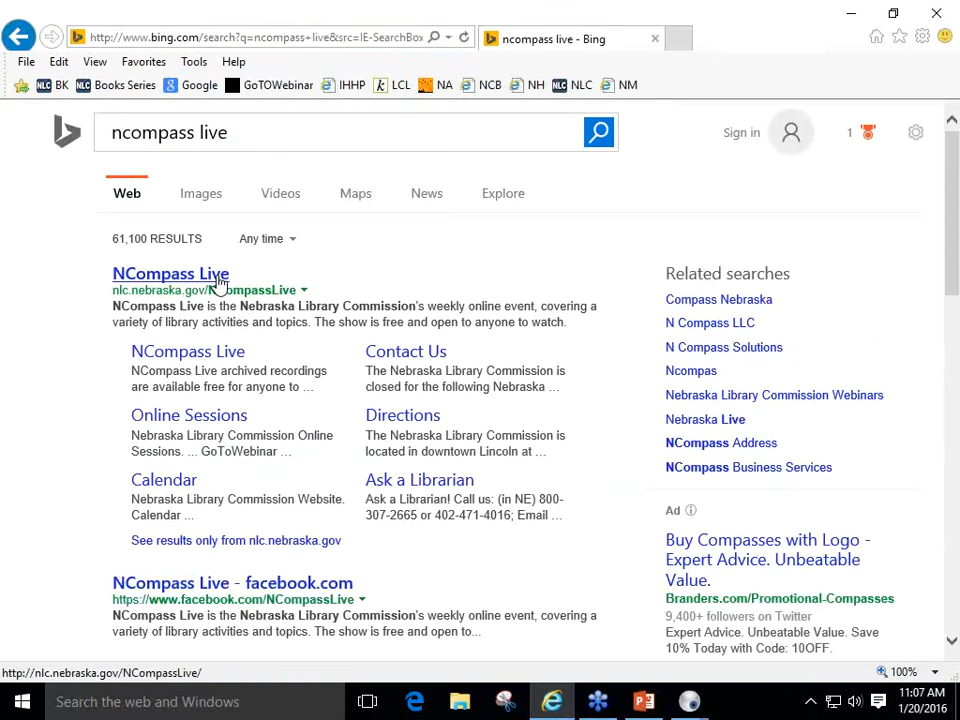 http://www.bing.com/search?q=ncompass+live&src=IE-SearchBox
ncompass live - Bing
File Edit View Favorites Tools Help
NLC BK NLC Books Series Google GoTOWebinar IHHP k LCL NA NCB NH NLC NLC NM
ncompass live
Sign in
1
Web Images Videos Maps News Explore
61,100 RESULTS Any time
NCompass Live
nlc.nebraska.gov/NCompassLive
NCompass Live is the Nebraska Library Commission's weekly online event, covering a
variety of library activities and topics. The show is free and open to anyone to watch.
NCompass Live
NCompass Live archived recordings
are available free for anyone to ...
Contact Us
The Nebraska Library Commission is
closed for the following Nebraska ...
Online Sessions
Nebraska Library Commission Online
Sessions. ... GoToWebinar ...
Directions
The Nebraska Library Commission is
located in downtown Lincoln at ...
Calendar
Nebraska Library Commission Website.
Calendar ...
Ask a Librarian
Ask a Librarian! Call us: (in NE) 800-
307-2665 or 402-471-4016; Email ...
See results only from nlc.nebraska.gov
NCompass Live - facebook.com
https://www.facebook.com/NCompassLive
NCompass Live is the Nebraska Library Commission's weekly online event, covering a
variety of library activities and topics. The show is free and open to...
Related searches
Compass Nebraska
N Compass LLC
N Compass Solutions
Ncompas
Nebraska Library Commission Webinars
Nebraska Live
NCompass Address
NCompass Business Services
Ad
Buy Compasses with Logo -
Expert Advice. Unbeatable
Value.
Branders.com/Promotional-Compasses
9,400+ followers on Twitter
Expert Advice. Unbeatable Value. Save
10% Today with Code: 10OFF.
http://nlc.nebraska.gov/NCompassLive/
100%
Search the web and Windows
11:07 AM
1/20/2016